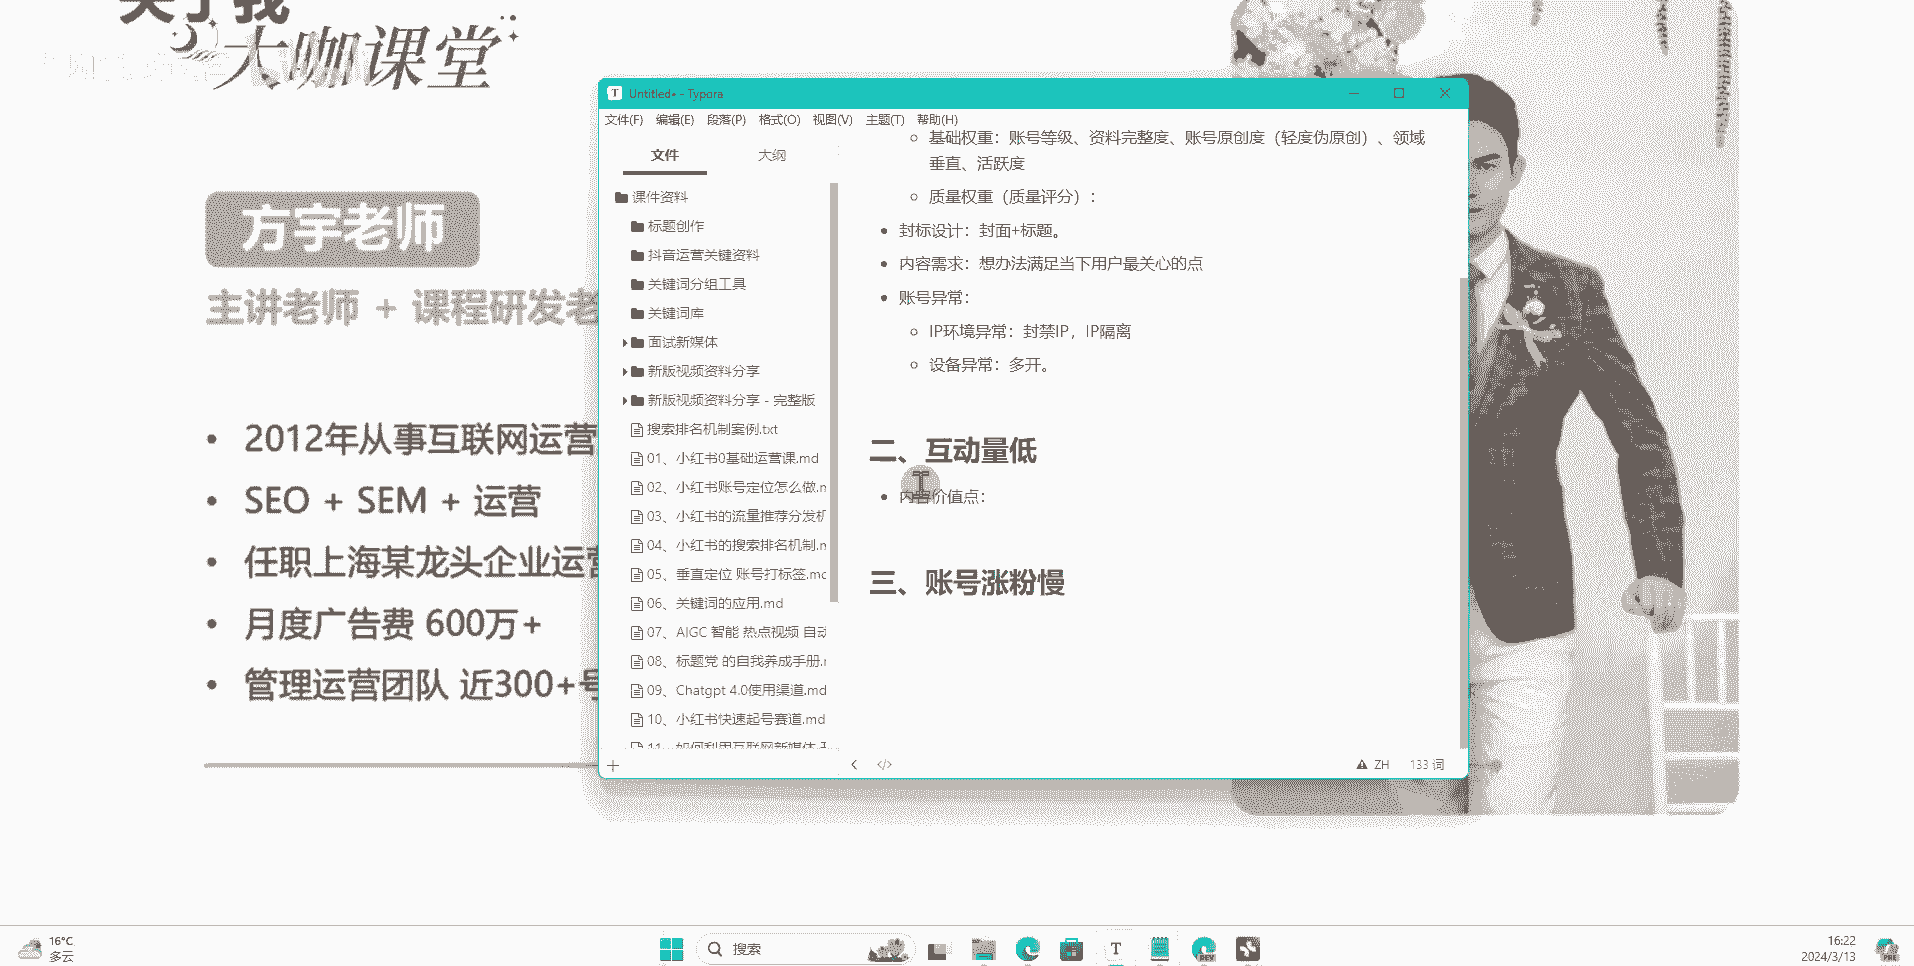 关于我
大咖课堂
方宇老师
主讲老师 + 课程研发老
2012年从事互联网运营
SEO + SEM + 运营
任职上海某龙头企业运营
月度广告费 600万+
管理运营团队 近300+号
Untitled• - Typora
文件(F) 编辑(E) 段落(P) 格式(O) 视图(V) 主题(T) 帮助(H)
文件 大纲
课件资料
标题创作
抖音运营关键资料
关键词分组工具
关键词库
面试新媒体
新版视频资料分享
新版视频资料分享 - 完整版
搜索排名机制案例.txt
01、小红书0基础运营课.md
02、小红书账号定位怎么做.m
03、小红书的流量推荐分发机
04、小红书的搜索排名机制.m
05、垂直定位 账号打标签.md
06、关键词的应用.md
07、AIGC 智能 热点视频 自动
08、标题党 的自我养成手册.m
09、Chatgpt 4.0使用渠道.md
10、小红书快速起号赛道.md
11、如何利用互联网新媒体
基础权重：账号等级、资料完整度、账号原创度（轻度伪原创）、领域
垂直、活跃度
质量权重（质量评分）：
封标设计：封面+标题。
内容需求：想办法满足当下用户最关心的点
账号异常：
IP环境异常：封禁IP，IP隔离
设备异常：多开。
二、互动量低
内容价值点：
三、账号涨粉慢
ZH 133 词
16°C
多云
搜索
16:22
2024/3/13